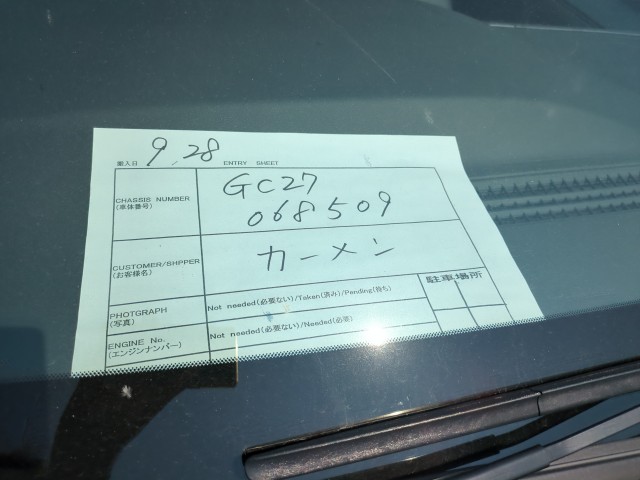 搬入日 9.28 ENTRY SHEET
CHASSIS NUMBER
(車体番号)
GC27
068509
CUSTOMER/SHPPER
(お客様名)
カーメン
PHOTOGRAPH
(写真)
Not needed(必要ない)/Taken(済み)/Pending(待ち)
駐車場所
ENGINE No.
(エンジンナンバー)
Not needed(必要ない)/Needed(必要)